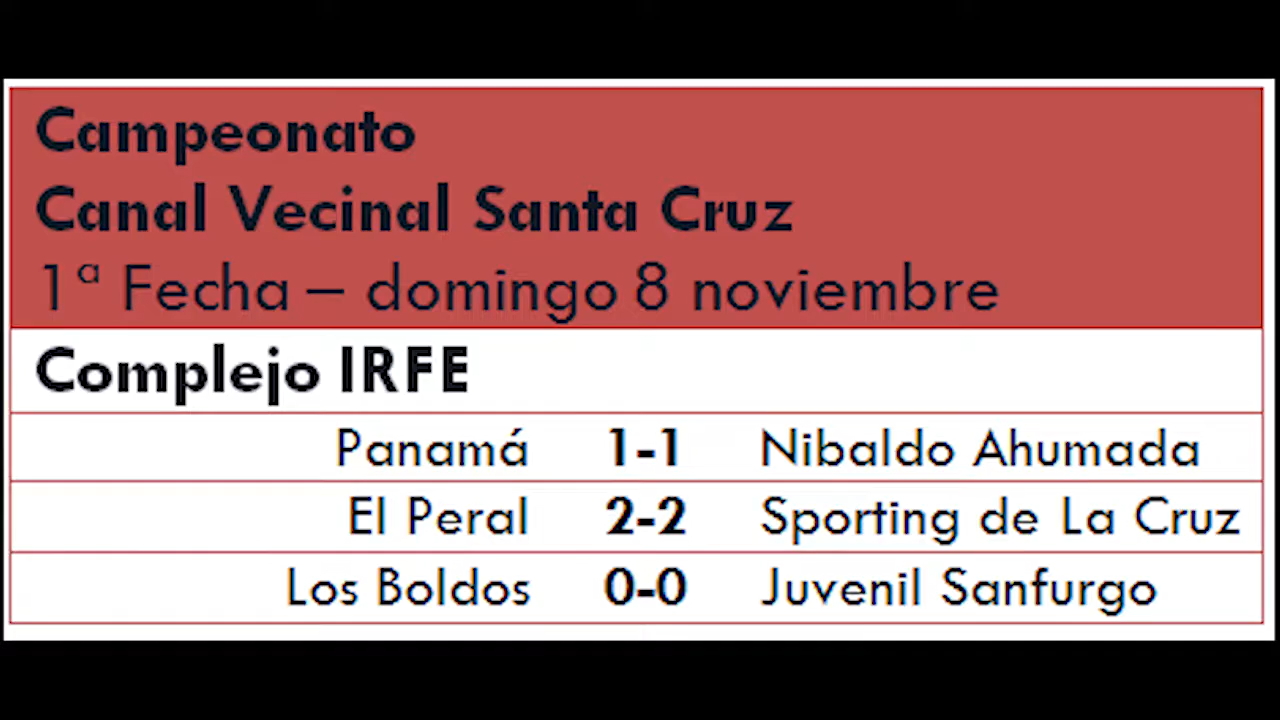 Campeonato
Canal Vecinal Santa Cruz
1ª Fecha – domingo 8 noviembre
Complejo IRFE
Panamá 1-1 Nibaldo Ahumada
El Peral 2-2 Sporting de La Cruz
Los Boldos 0-0 Juvenil Sanfurgo